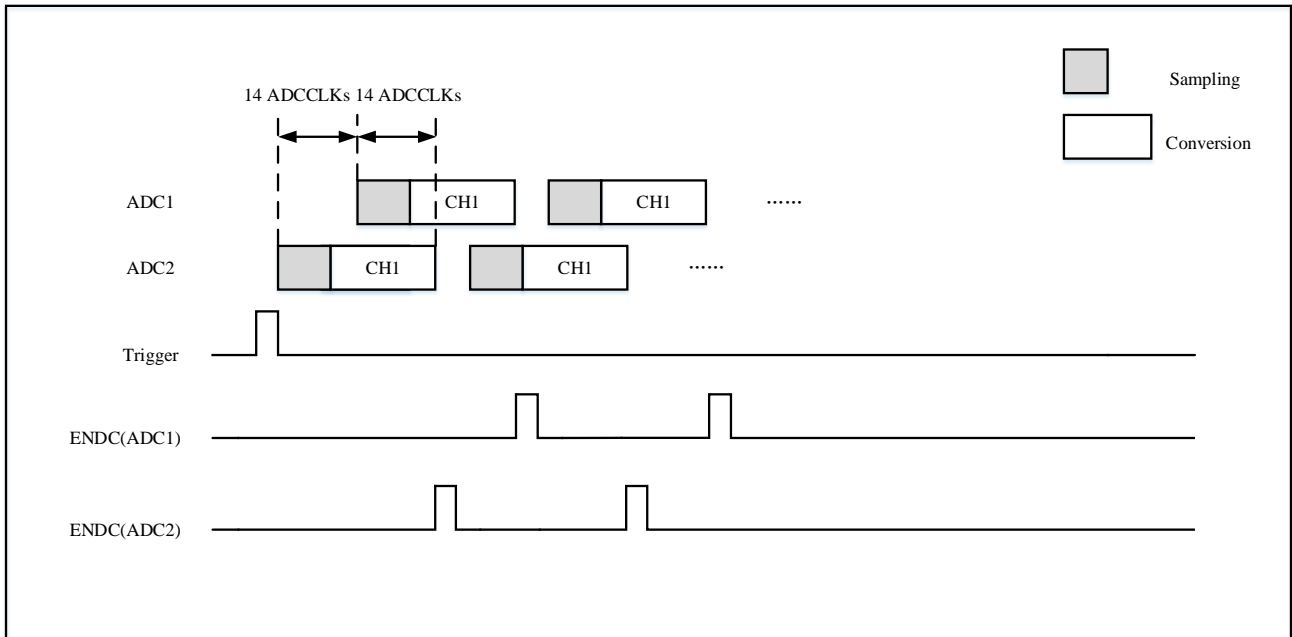 Sampling
14 ADCCLKs 14 ADCCLKs
Conversion
ADC1 CH1 CH1 ······
ADC2 CH1 CH1 ······
Trigger
ENDC(ADC1)
ENDC(ADC2)